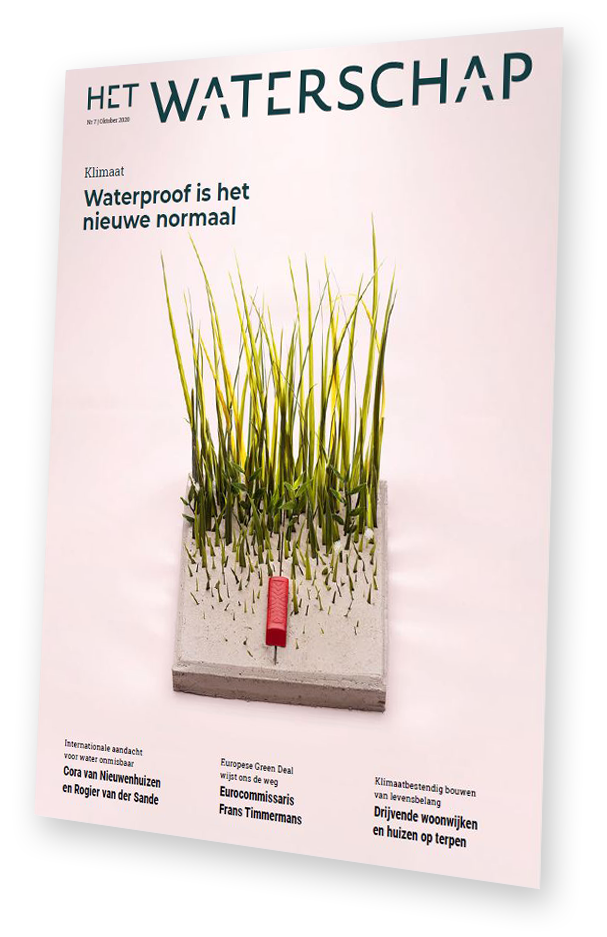 HET WATERSCHAP
Nr 7 | Oktober 2020
Klimaat
Waterproof is het
nieuwe normaal
Internationale aandacht
voor water onmisbaar
Cora van Nieuwenhuizen
en Rogier van der Sande
Europese Green Deal
wijst ons de weg
Eurocommissaris
Frans Timmermans
Klimaatbestendig bouwen
van levensbelang
Drijvende woonwijken
en huizen op terpen